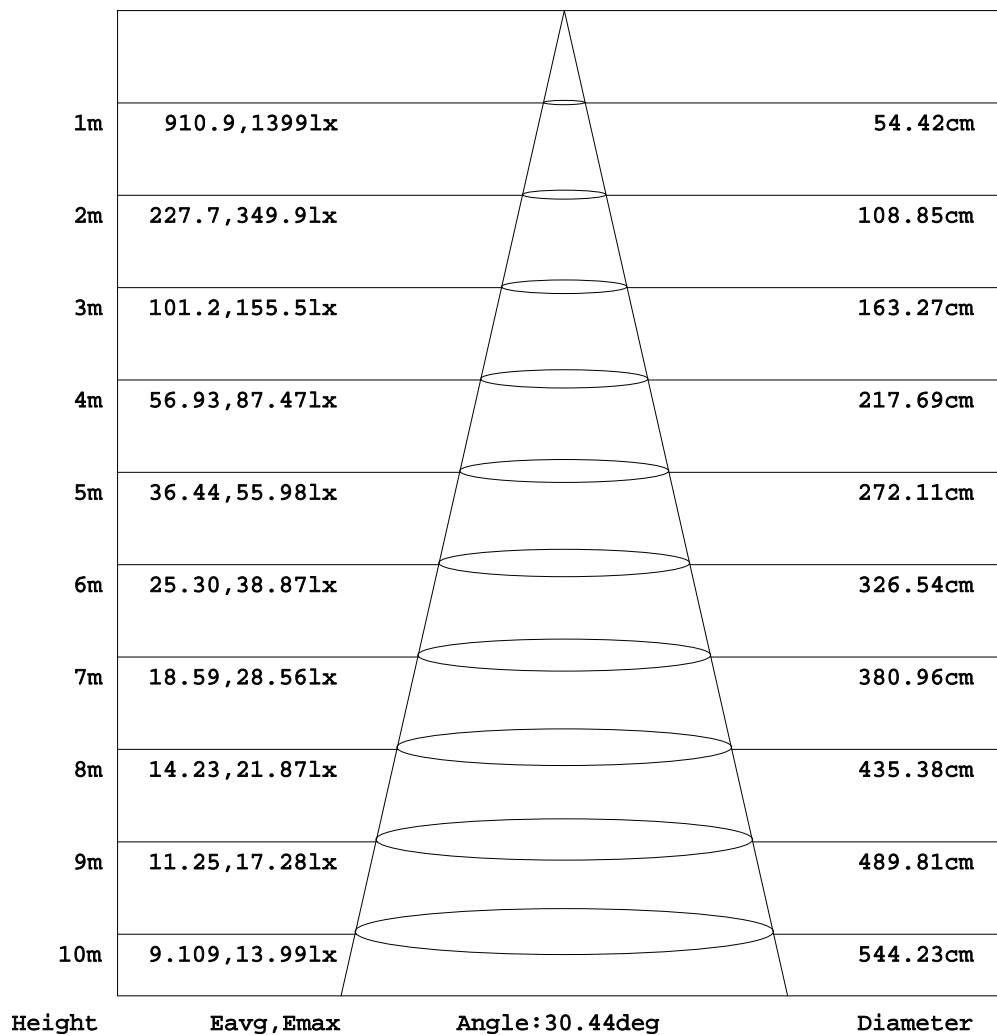 1m 910.9,1399lx 54.42cm
2m 227.7,349.9lx 108.85cm
3m 101.2,155.5lx 163.27cm
4m 56.93,87.47lx 217.69cm
5m 36.44,55.98lx 272.11cm
6m 25.30,38.87lx 326.54cm
7m 18.59,28.56lx 380.96cm
8m 14.23,21.87lx 435.38cm
9m 11.25,17.28lx 489.81cm
10m 9.109,13.99lx 544.23cm
Height Eavg,Emax Angle:30.44deg Diameter